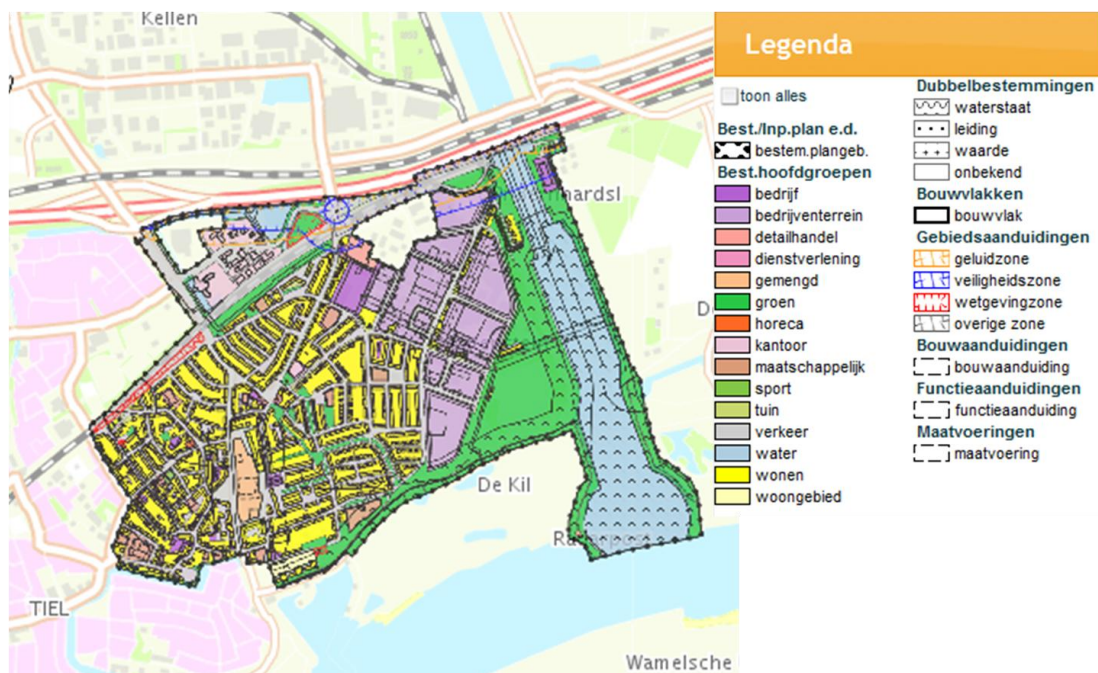 Kellen
nardsl
De Kil
TIEL
Wamelsche
Legenda
toon alles
Best./Inp.plan e.d.
bestem.plangeb.
Best.hoofdgroepen
bedrijf
bedrijventerrein
detailhandel
dienstverlening
gemengd
groen
horeca
kantoor
maatschappelijk
sport
tuin
verkeer
water
wonen
woongebied
Dubbelbestemmingen
waterstaat
leiding
waarde
onbekend
Bouwvlakken
bouwvlak
Gebiedsaanduidingen
geluidzone
veiligheidszone
wetgevingzone
overige zone
Bouwaanduidingen
bouwaanduiding
Functieaanduidingen
functieaanduiding
Maatvoeringen
maatvoering